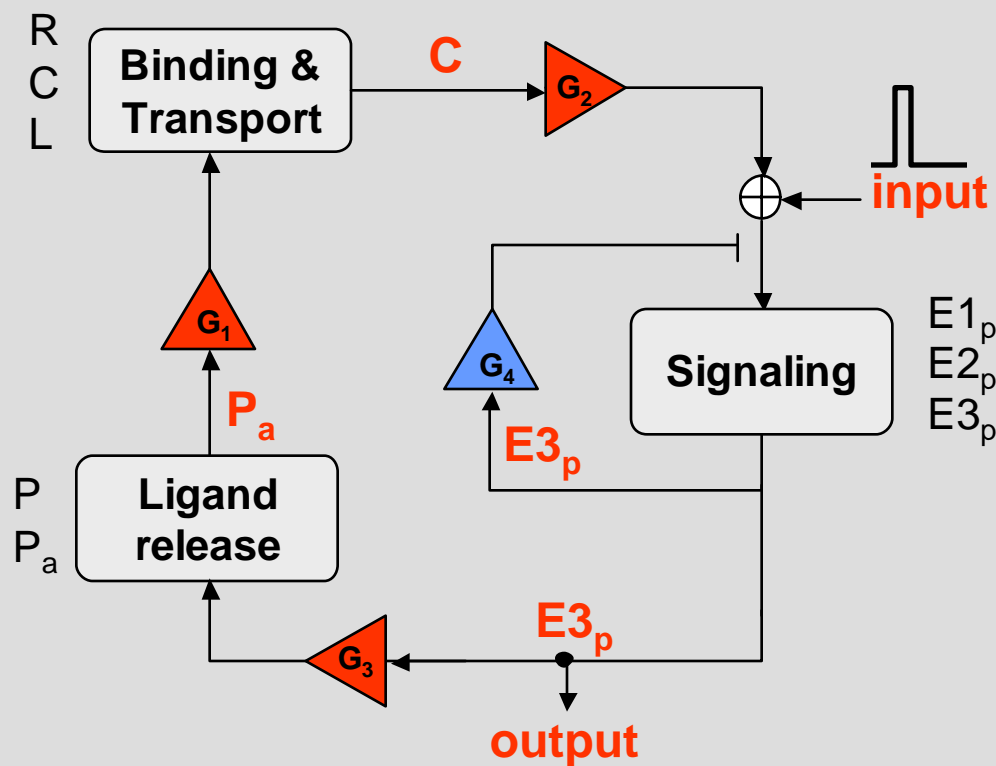 R
C
L
Binding &
Transport
C
G2
input
G1
G4
Signaling
E1p
E2p
E3p
Pa
E3p
P
Pa
Ligand
release
E3p
G3
output